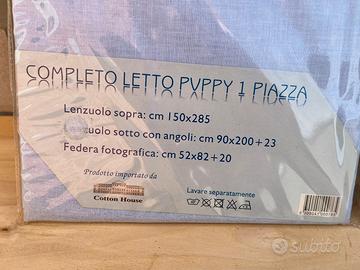 COMPLETO LETTO PUPPY 1 PIAZZA
Lenzuolo sopra: cm 150x285
zuolo sotto con angoli: cm 90x200+23
Federa fotografica: cm 52x82+20
Prodotto importato da
Cotton House
Lavare separatamente
subito